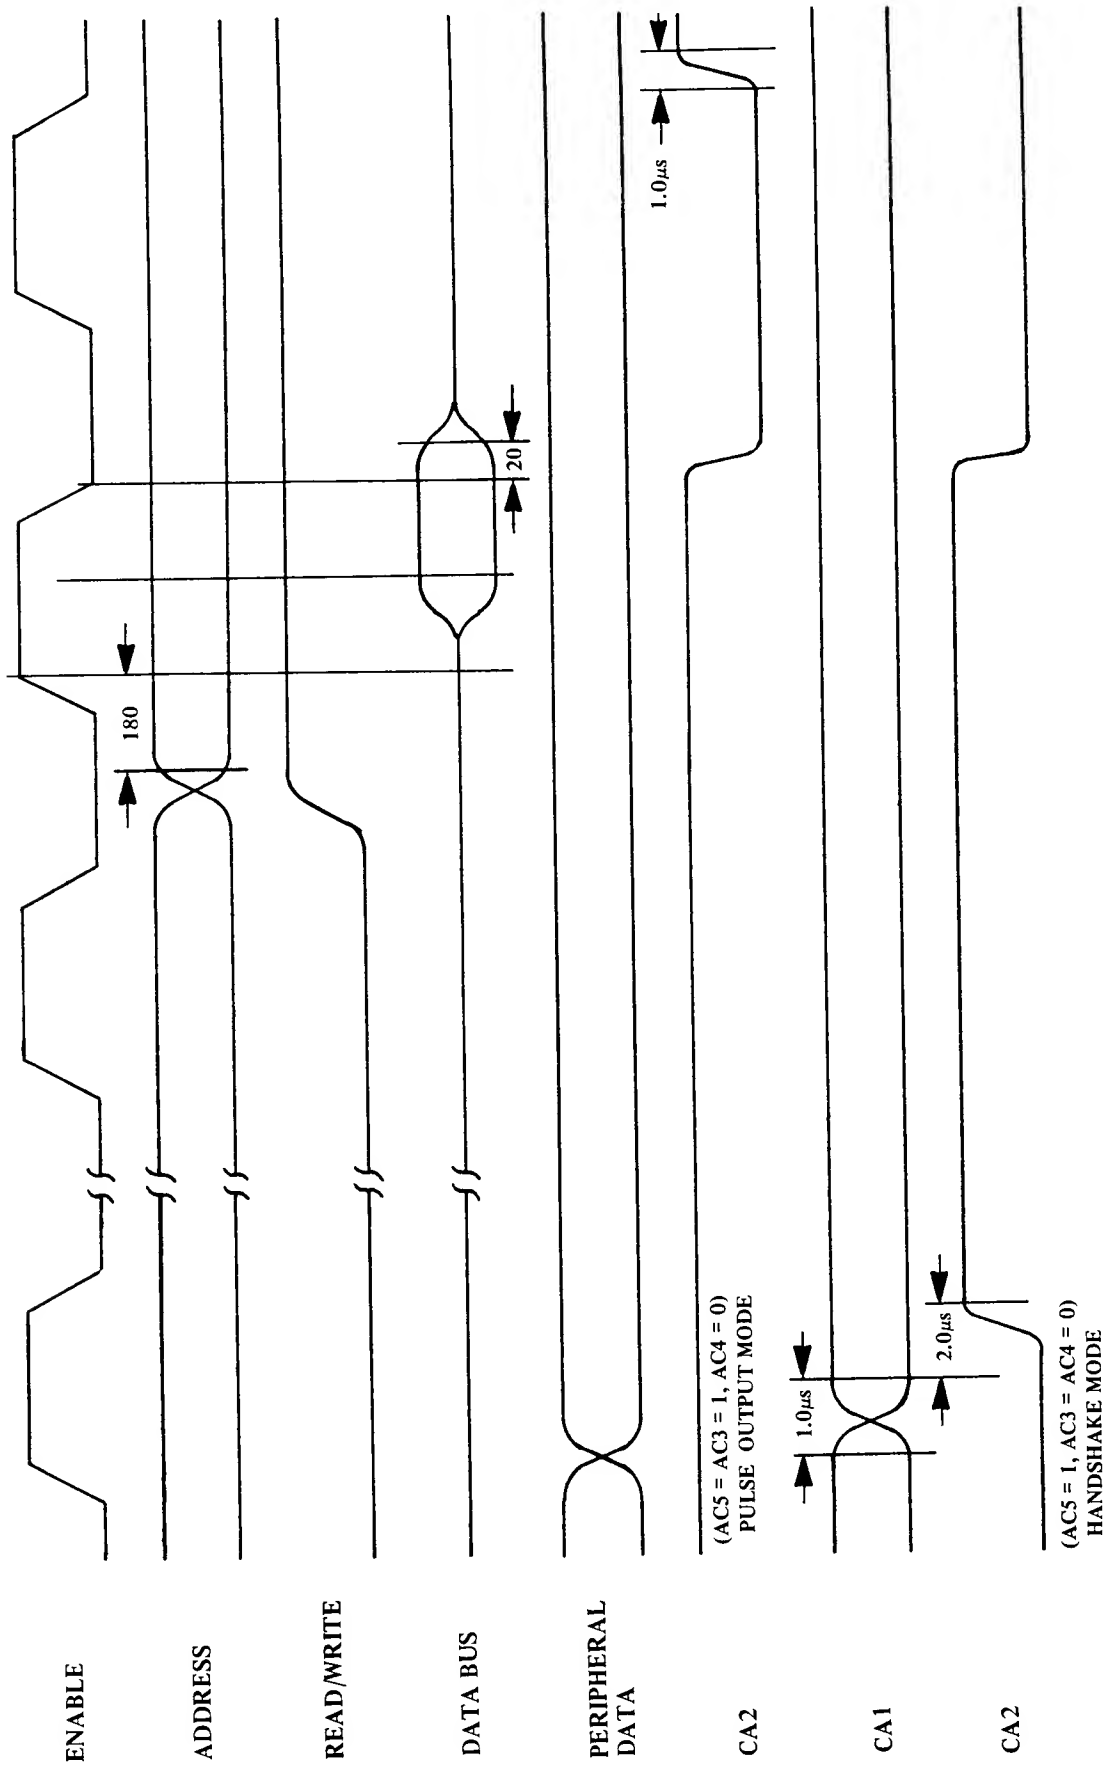 ENABLE
180
ADDRESS
READ/WRITE
DATA BUS
20
PERIPHERAL
DATA
CA2
1.0μs
(AC5 = AC3 = 1, AC4 = 0)
PULSE OUTPUT MODE
CA1
1.0μs
2.0μs
CA2
(AC5 = 1, AC3 = AC4 = 0)
HANDSHAKE MODE